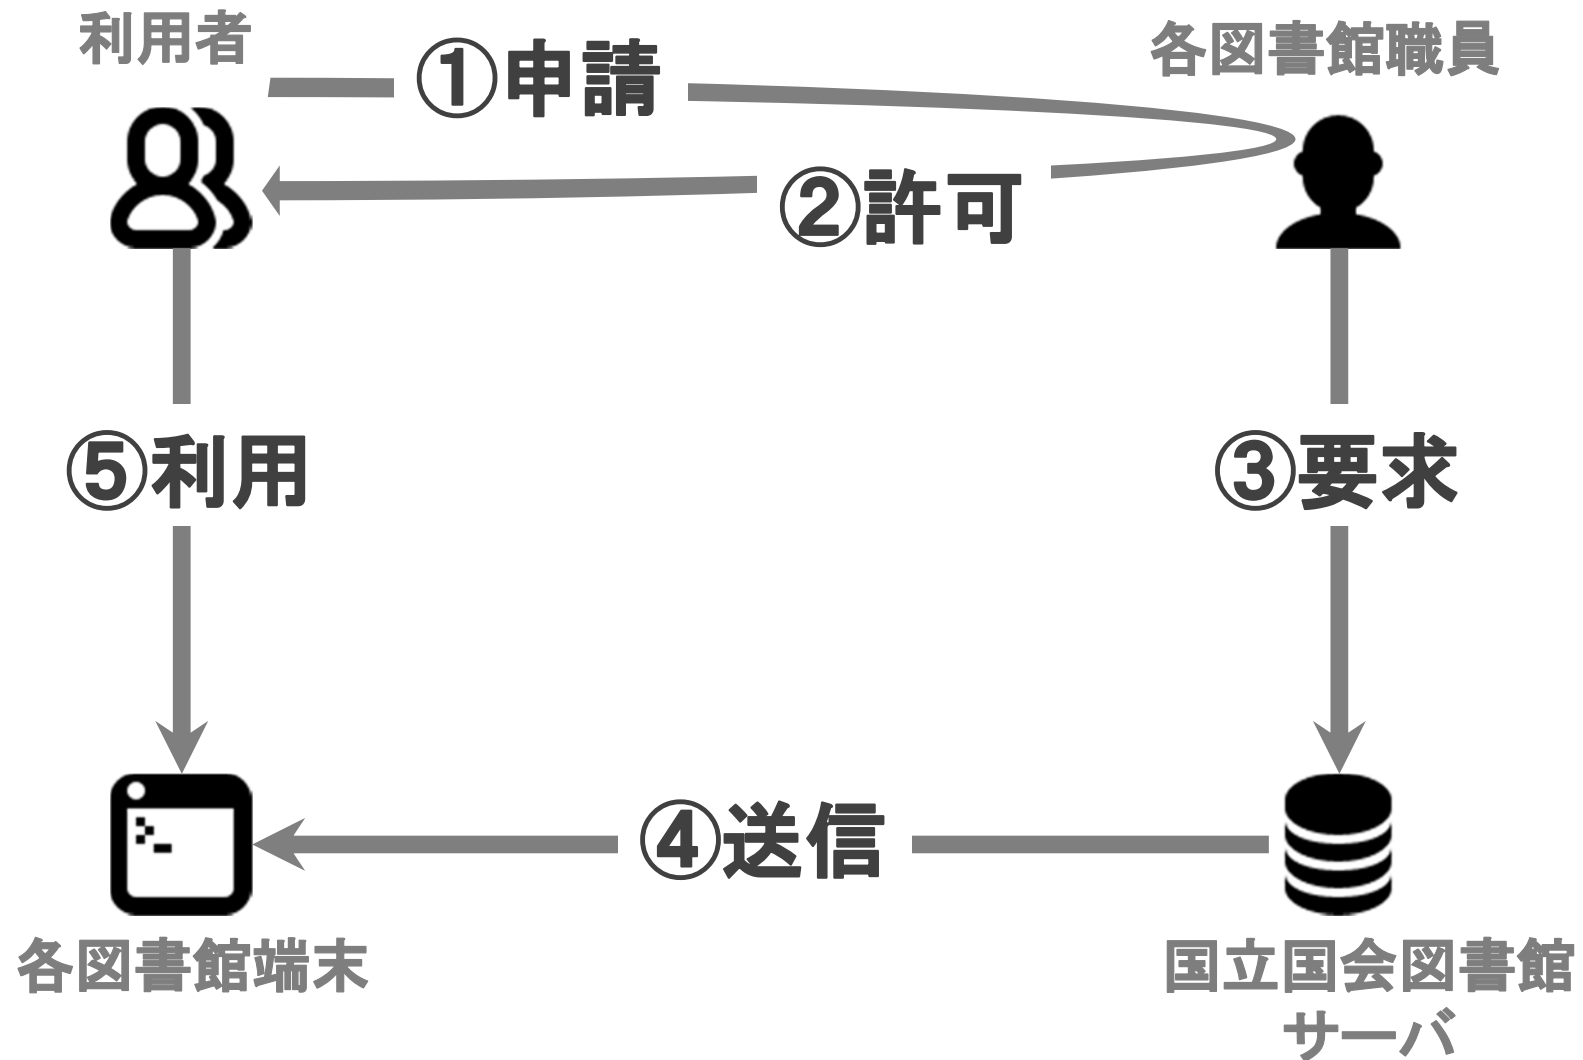 利用者
各図書館職員
①申請
②許可
⑤利用
③要求
④送信
各図書館端末
国立国会図書館
サーバ